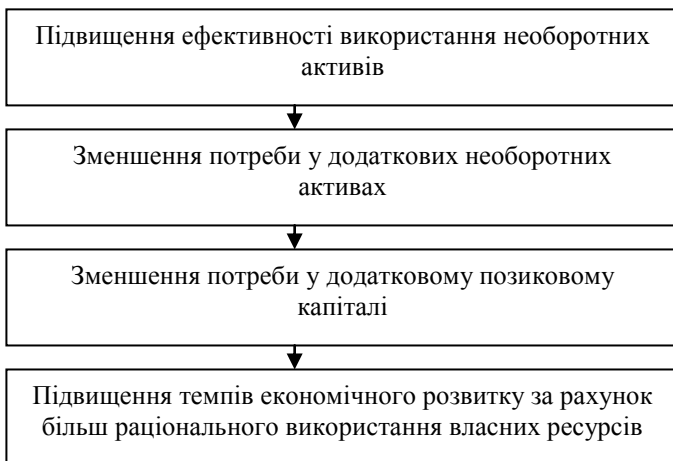 Підвищення ефективності використання необоротних
активів
Зменшення потреби у додаткових необоротних
активах
Зменшення потреби у додатковому позиковому
капіталі
Підвищення темпів економічного розвитку за рахунок
більш раціонального використання власних ресурсів